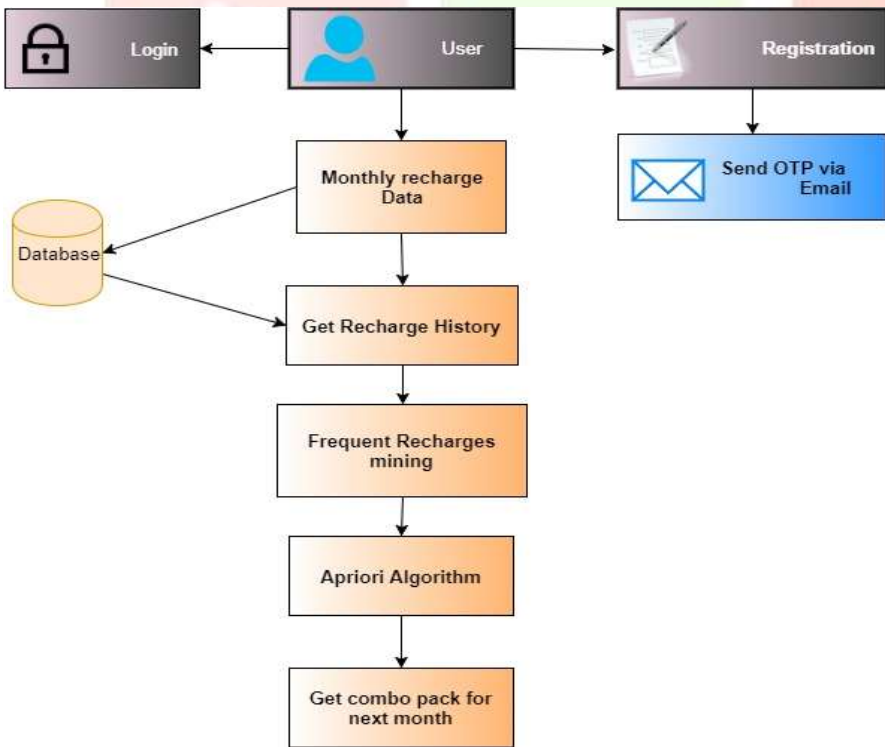 Login
User
Registration
Monthly recharge
Data
Send OTP via
Email
Database
Get Recharge History
Frequent Recharges
mining
Apriori Algorithm
Get combo pack for
next month